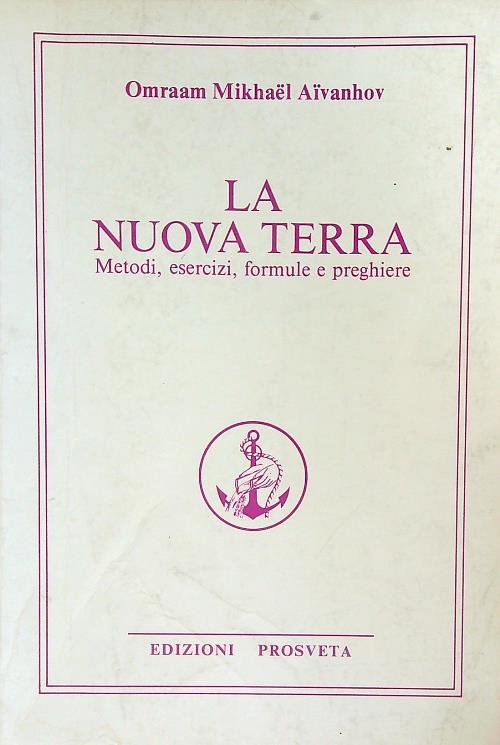 Omraam Mikhaël Aïvanhov
LA
NUOVA TERRA
Metodi, esercizi, formule e preghiere
EDIZIONI PROSVETA